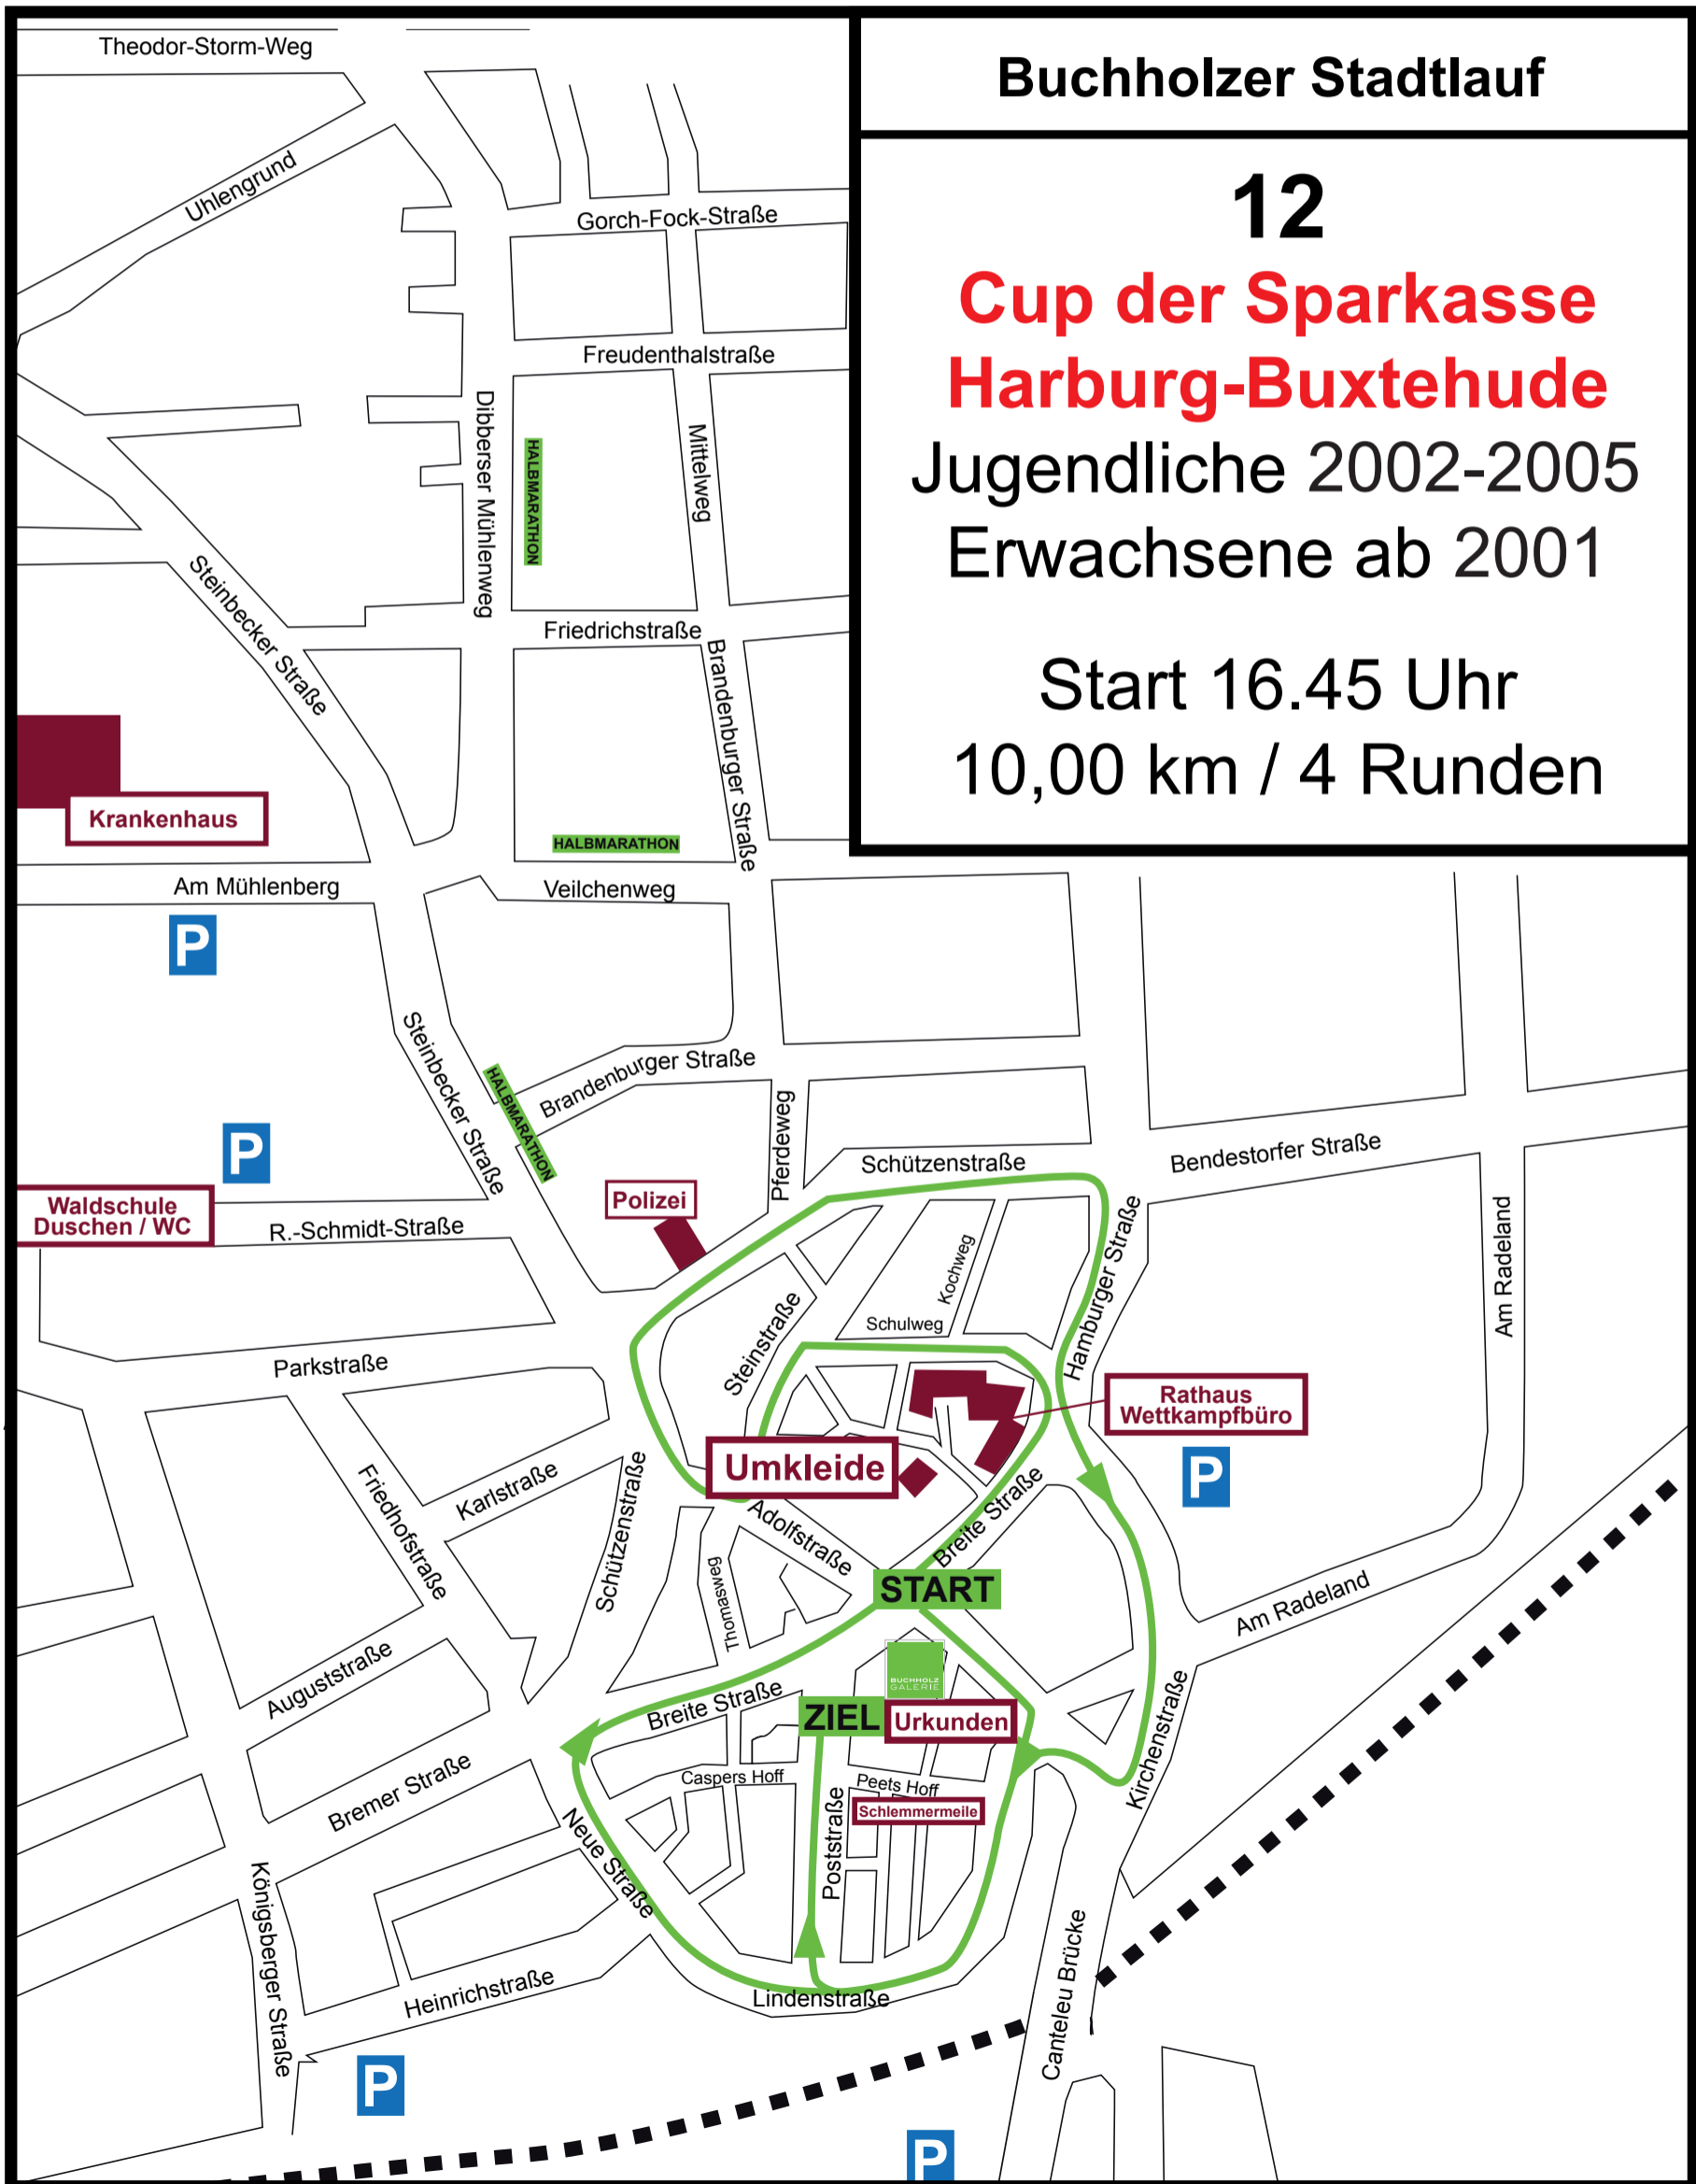 Theodor-Storm-Weg
Buchholzer Stadtlauf
12
Cup der Sparkasse
Harburg-Buxtehude
Jugendliche 2002-2005
Erwachsene ab 2001
Start 16.45 Uhr
10,00 km / 4 Runden
Uhlengrund
Gorch-Fock-Straße
Freudenthalstraße
Dibberser Mühlenweg
HALBMARATHON
Mittelweg
Steinbecker Straße
Friedrichstraße
Brandenburger Straße
Krankenhaus
HALBMARATHON
Am Mühlenberg
Veilchenweg
P
Steinbecker Straße
HALBMARATHON
Brandenburger Straße
Pferdeweg
P
Schützenstraße
Bendestorfer Straße
Waldschule
Duschen / WC
R.-Schmidt-Straße
Polizei
Hamburger Straße
Am Radeland
Kochweg
Schulweg
Steinstraße
Parkstraße
Rathaus
Wettkampfbüro
Umkleide
P
Karlstraße
Friedhofstraße
Schützenstraße
Adolfstraße
Breite Straße
Thomasweg
START
Am Radeland
Auguststraße
BUCHHOLZ
GALERIE
Breite Straße
ZIEL
Urkunden
Kirchenstraße
Bremer Straße
Caspers Hoff
Peets Hoff
Schlemmermeile
Neue Straße
Poststraße
Königsberger Straße
Heinrichstraße
Lindenstraße
Canteleu Brücke
P
P